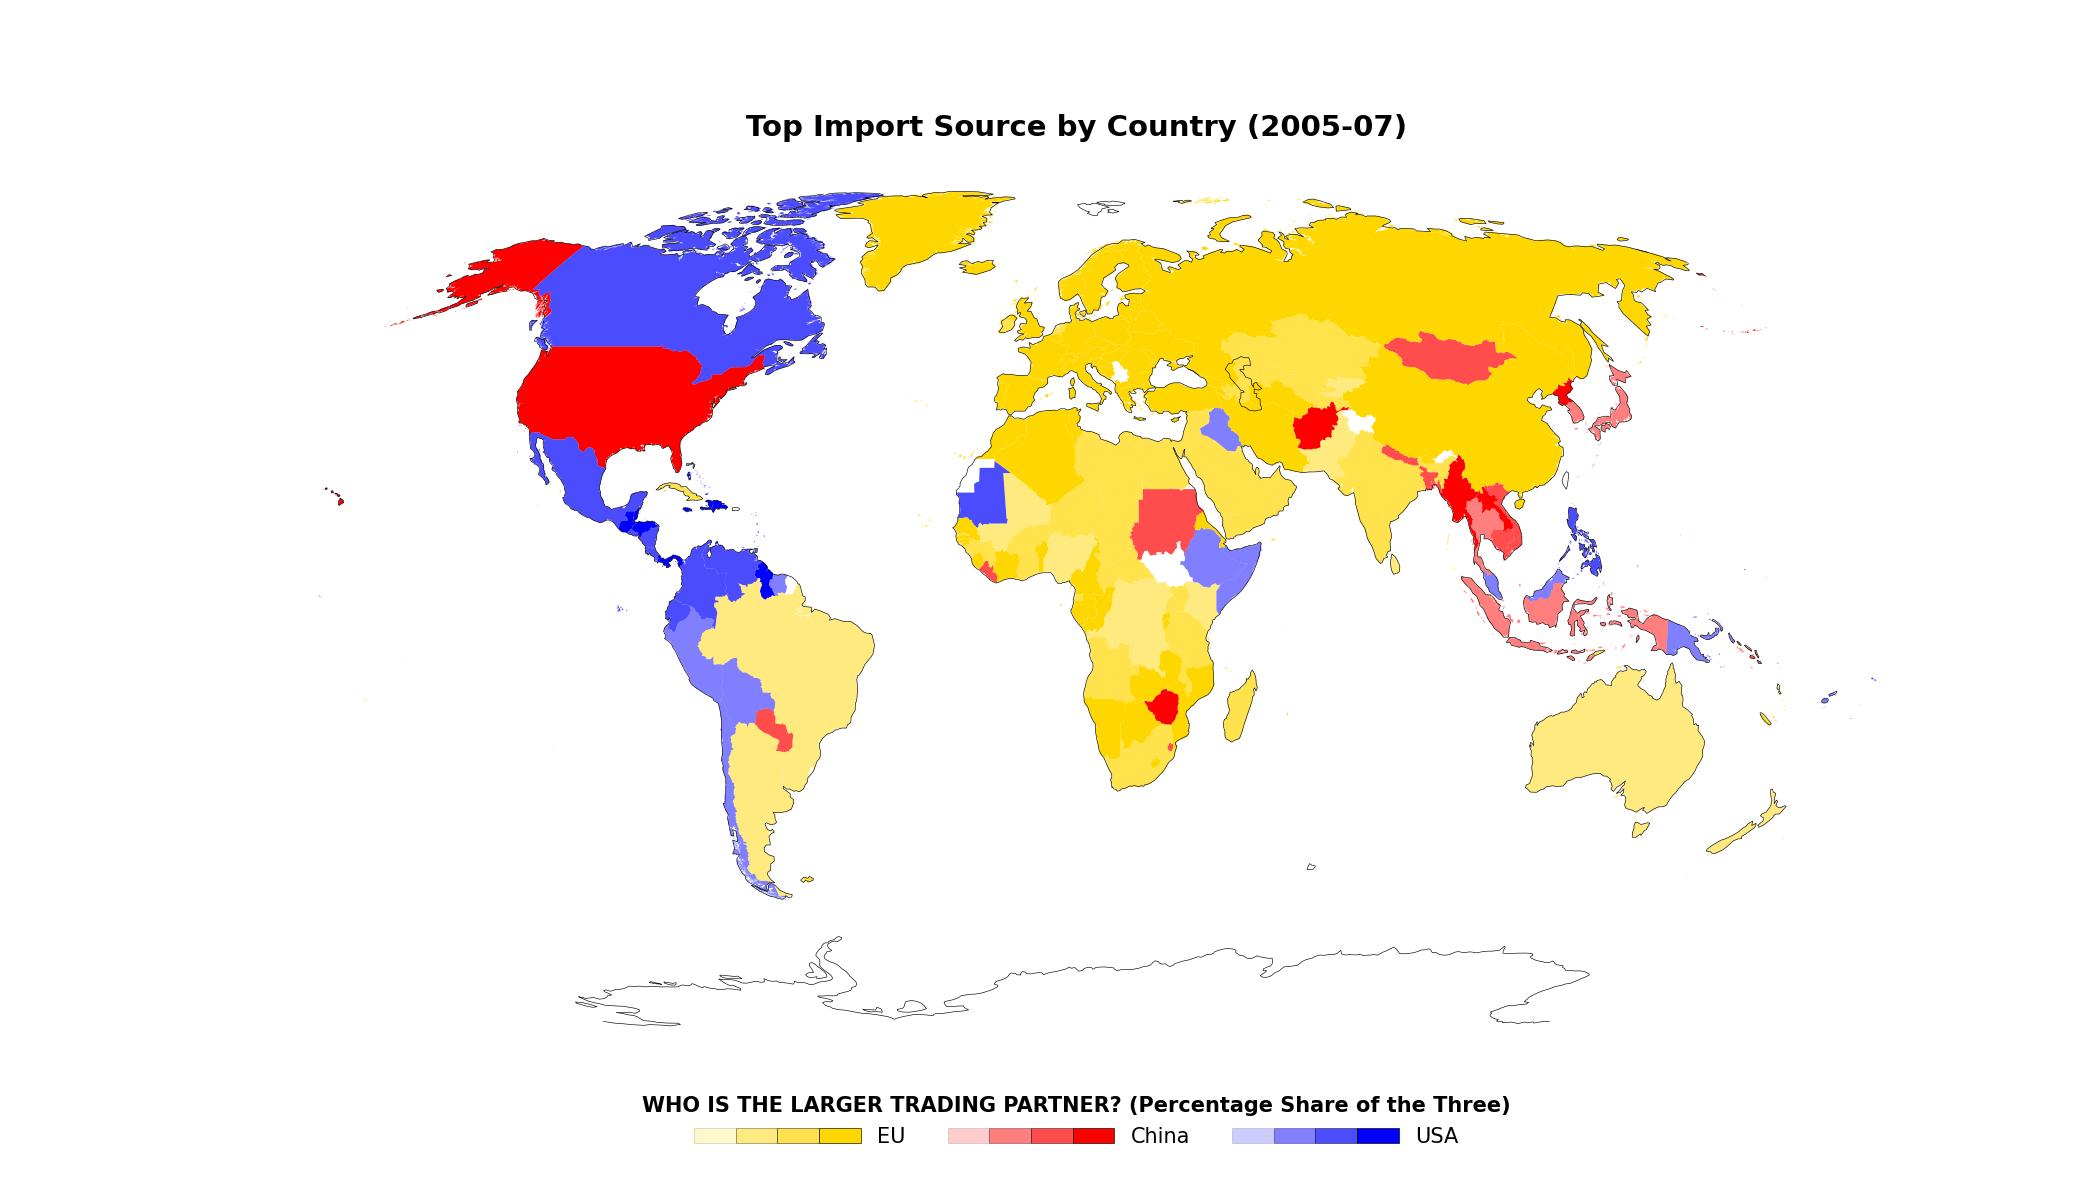 Top Import Source by Country (2005-07)
WHO IS THE LARGER TRADING PARTNER? (Percentage Share of the Three)
EU China USA